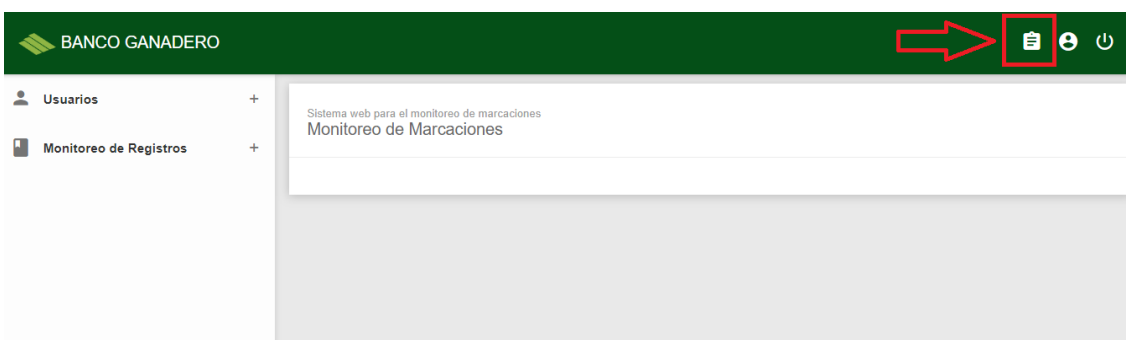 BANCO GANADERO
Usuarios +
Monitoreo de Registros +
Sistema web para el monitoreo de marcaciones
Monitoreo de Marcaciones